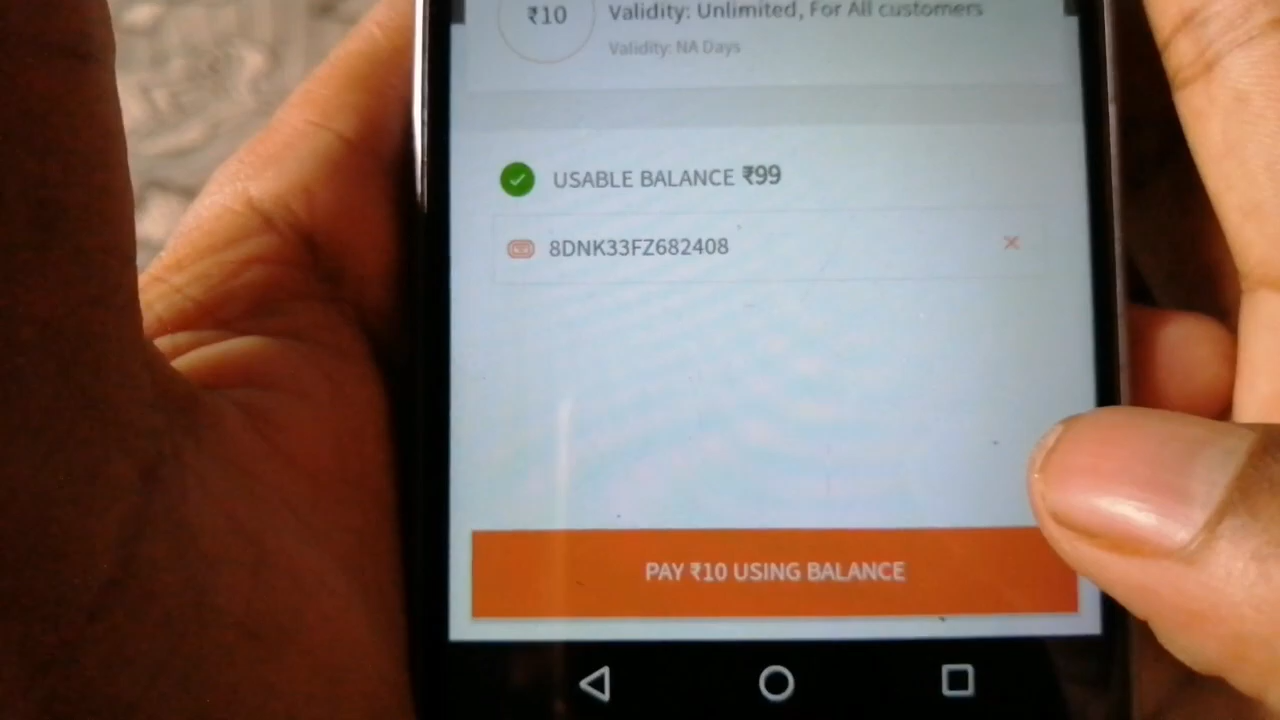 ₹10
Validity: Unlimited, For All customers
Validity: NA Days
USABLE BALANCE ₹99
8DNK33FZ682408
PAY ₹10 USING BALANCE